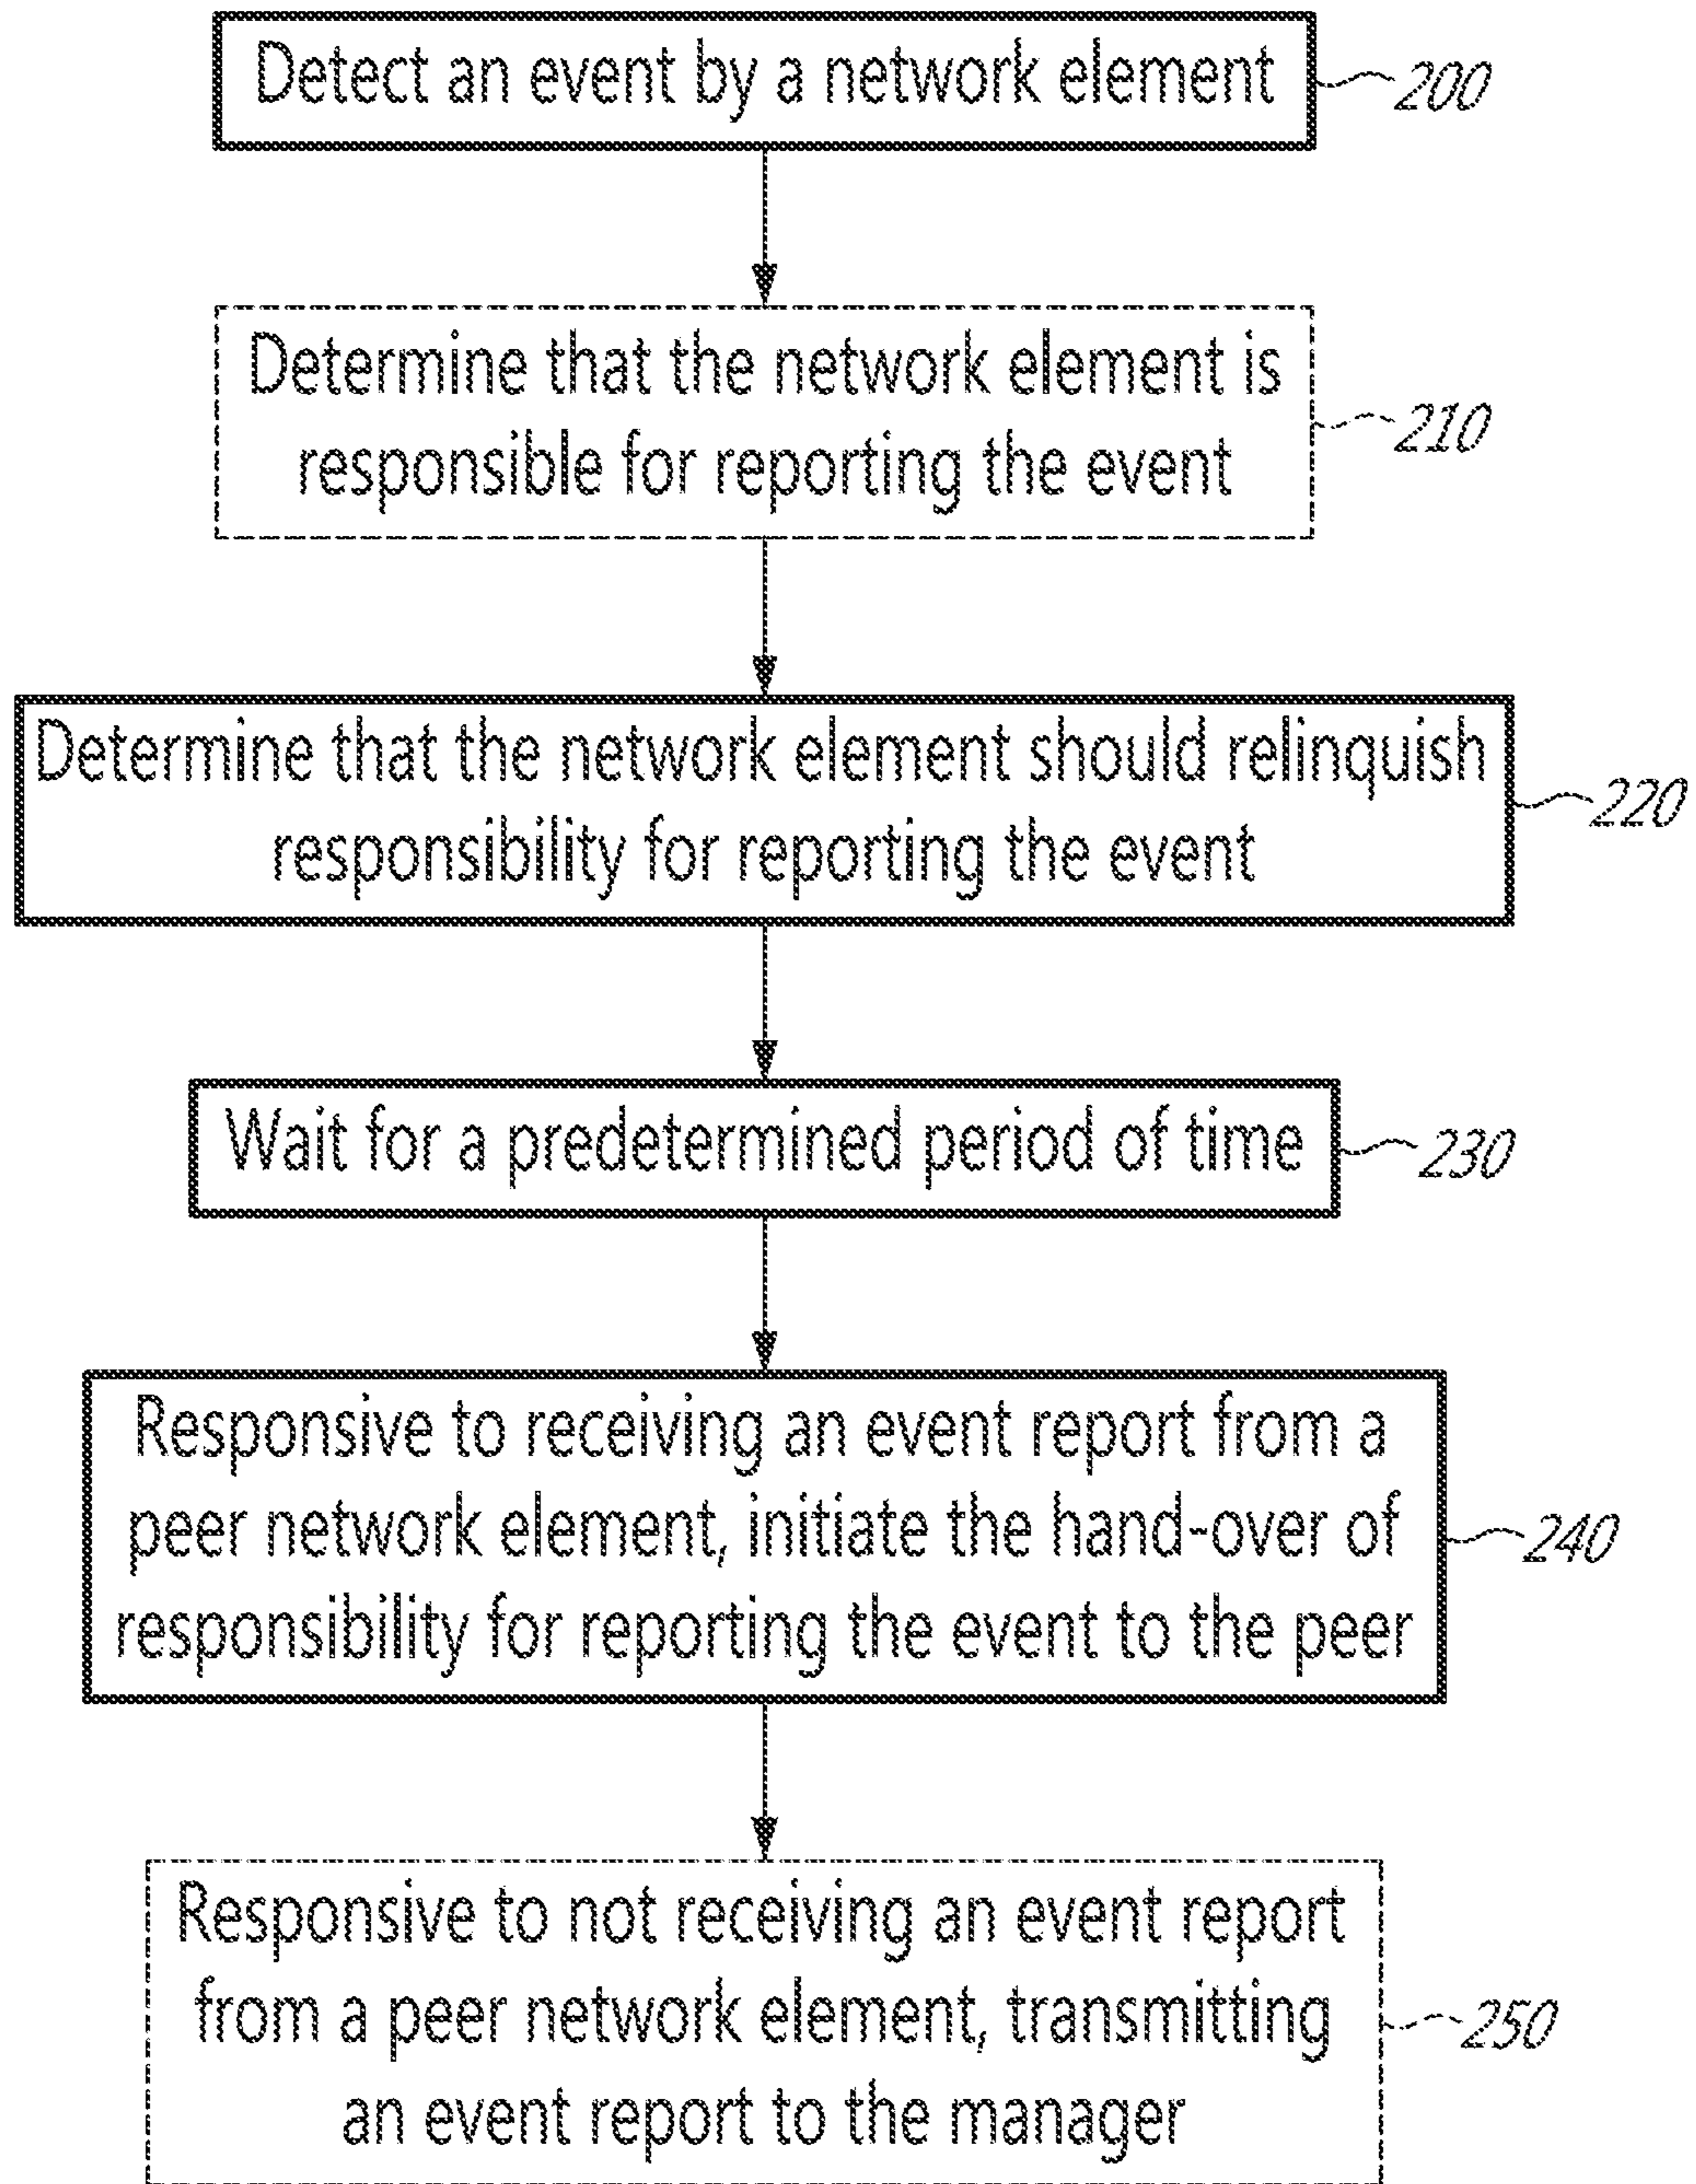 Detect an event by a network element
200
Determine that the network element is
responsible for reporting the event
210
Determine that the network element should relinquish
responsibility for reporting the event
220
Wait for a predetermined period of time
230
Responsive to receiving an event report from a
peer network element, initiate the hand-over of
responsibility for reporting the event to the peer
240
Responsive to not receiving an event report
from a peer network element, transmitting
an event report to the manager
250